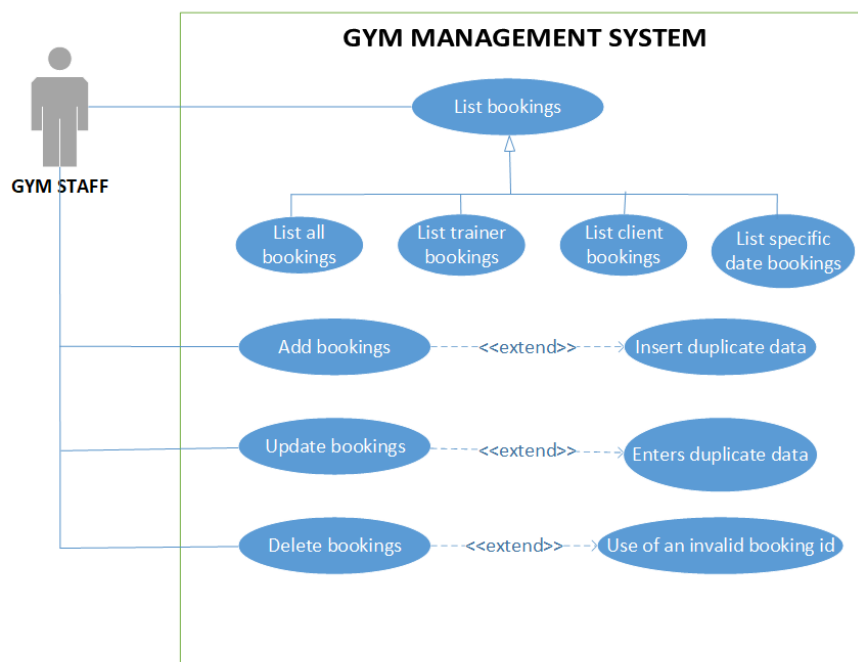 GYM MANAGEMENT SYSTEM
List bookings
GYM STAFF
List all
bookings
List trainer
bookings
List client
bookings
List specific
date bookings
Add bookings
<<extend>>
Insert duplicate data
Update bookings
<<extend>>
Enters duplicate data
Delete bookings
<<extend>>
Use of an invalid booking id